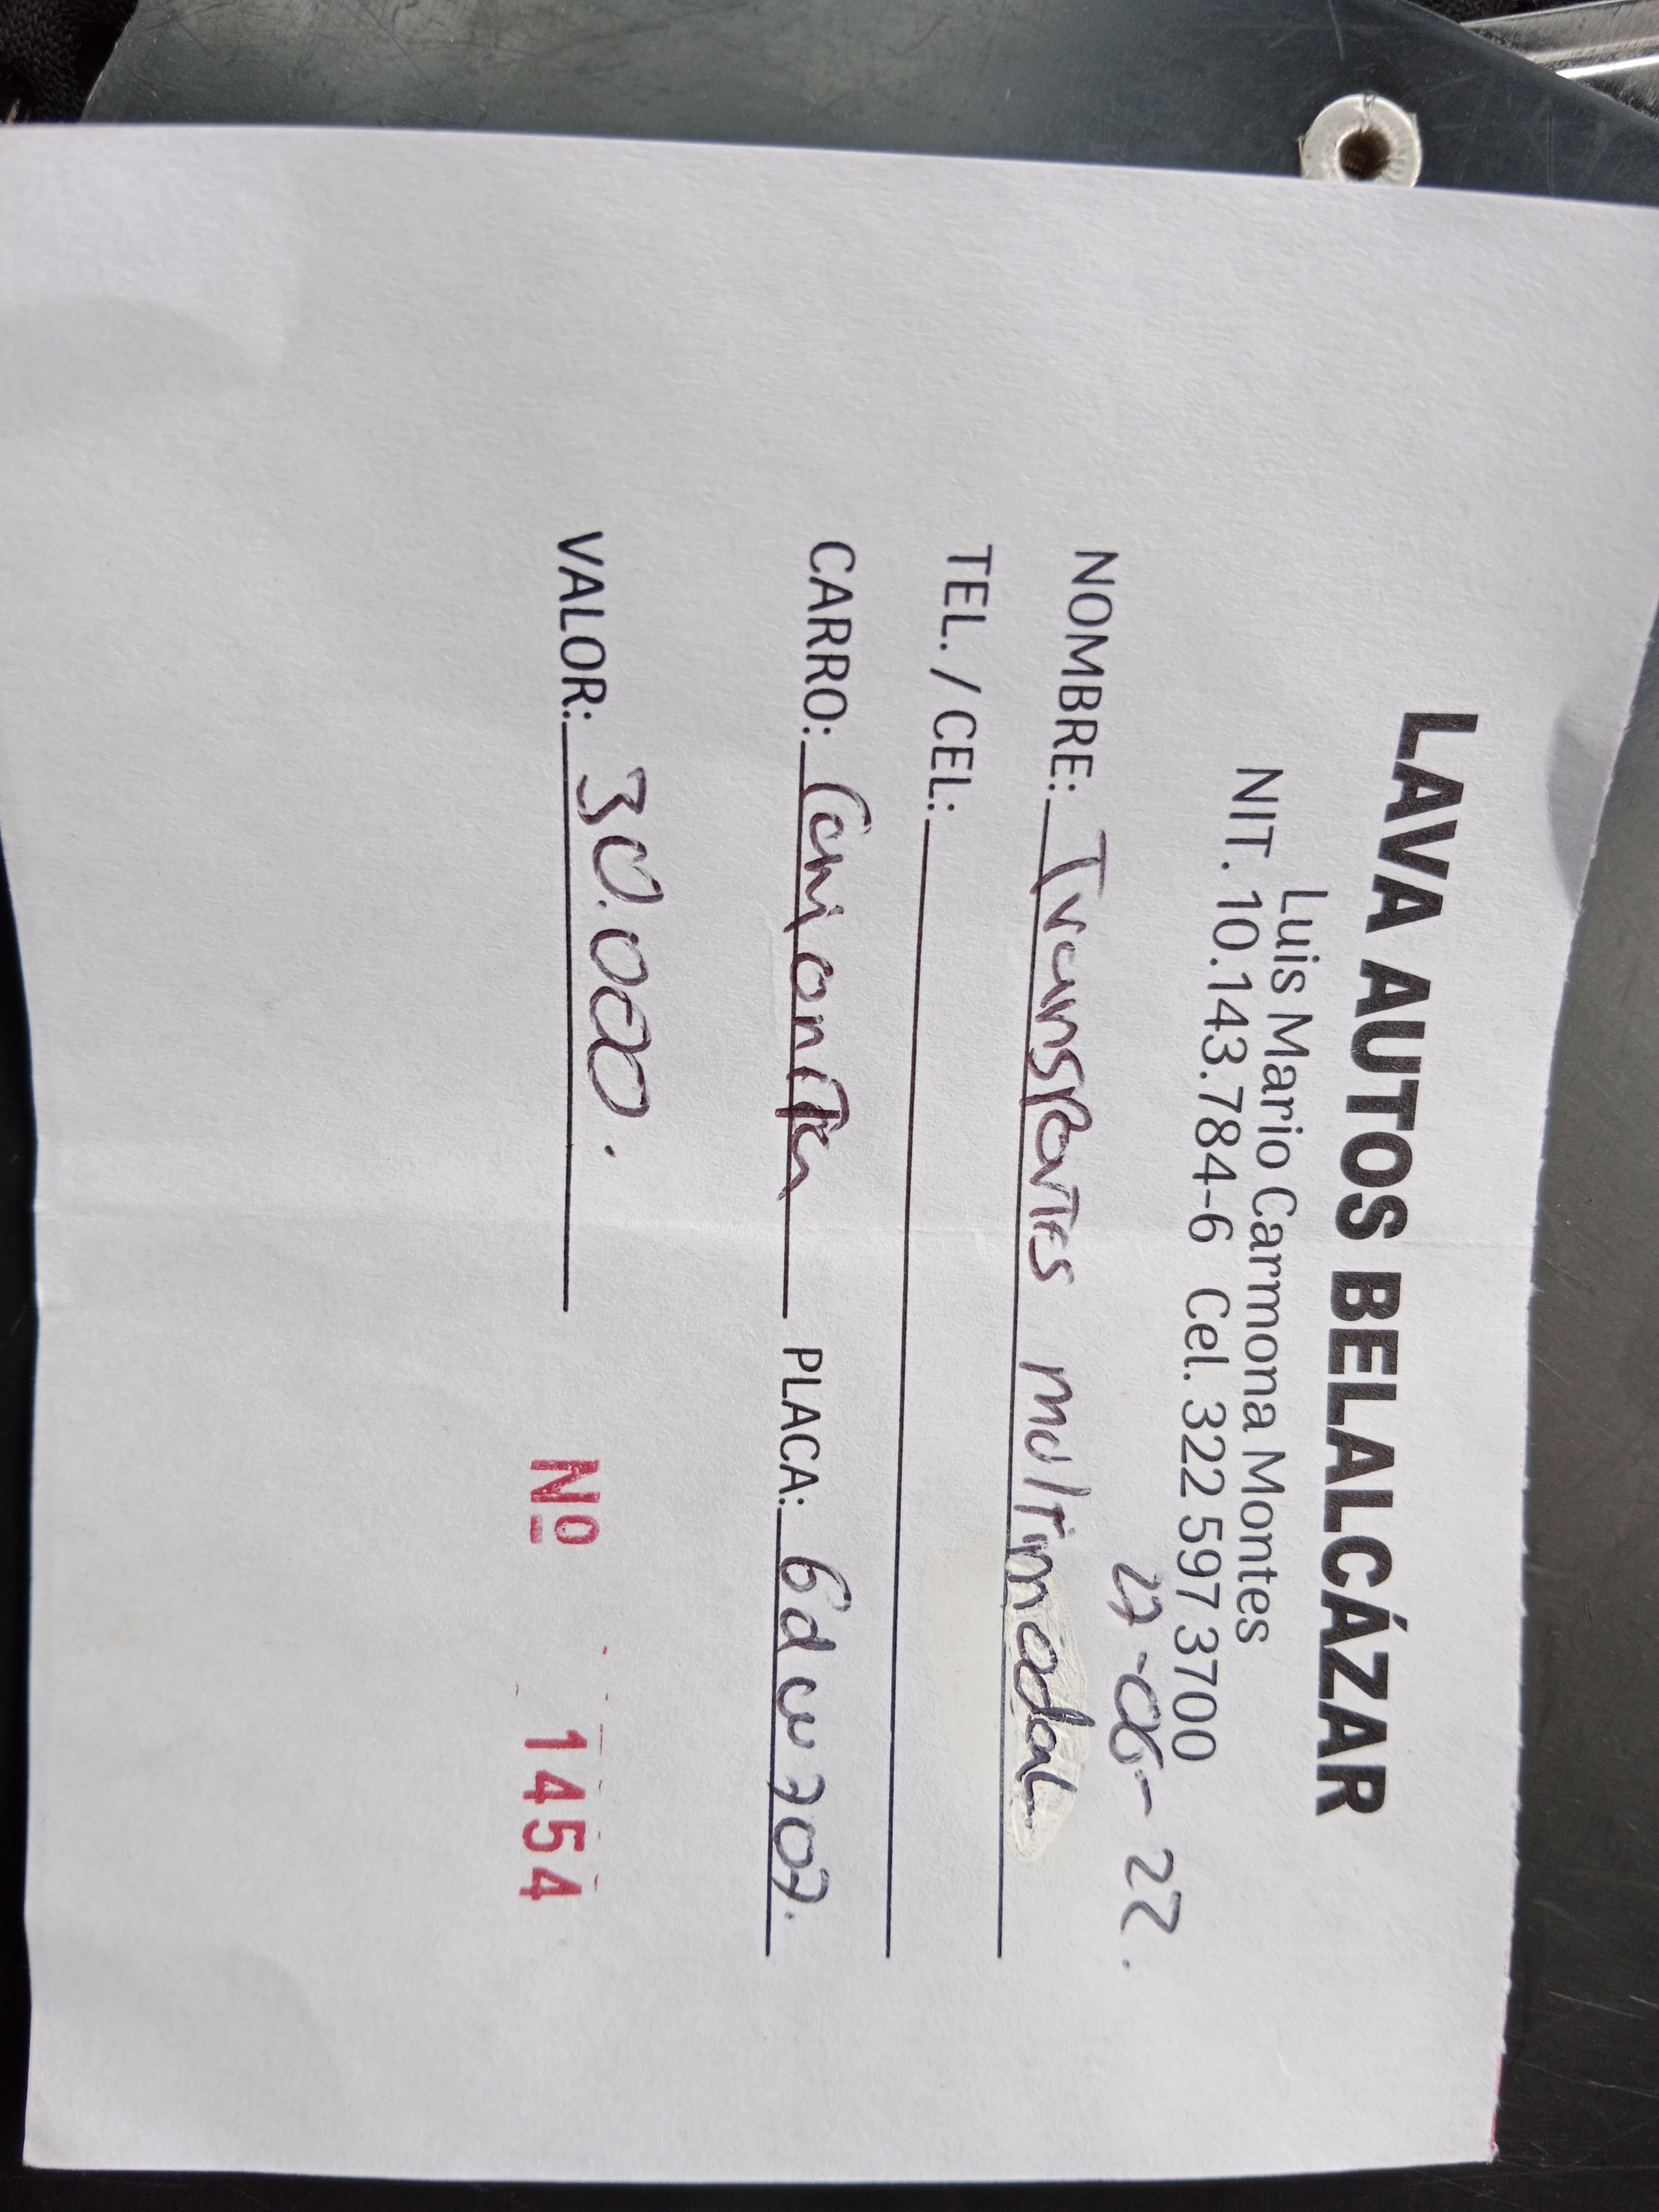 LAVA AUTOS BELALCÁZAR
Luis Mario Carmona Montes
NIT. 10.143.784-6 Cel. 322 597 3700
27-06-22.
NOMBRE: Transportes multimodal
TEL. / CEL:
CARRO: Camioneta PLACA: Gdw707.
VALOR: 30.000.
Nº 1454